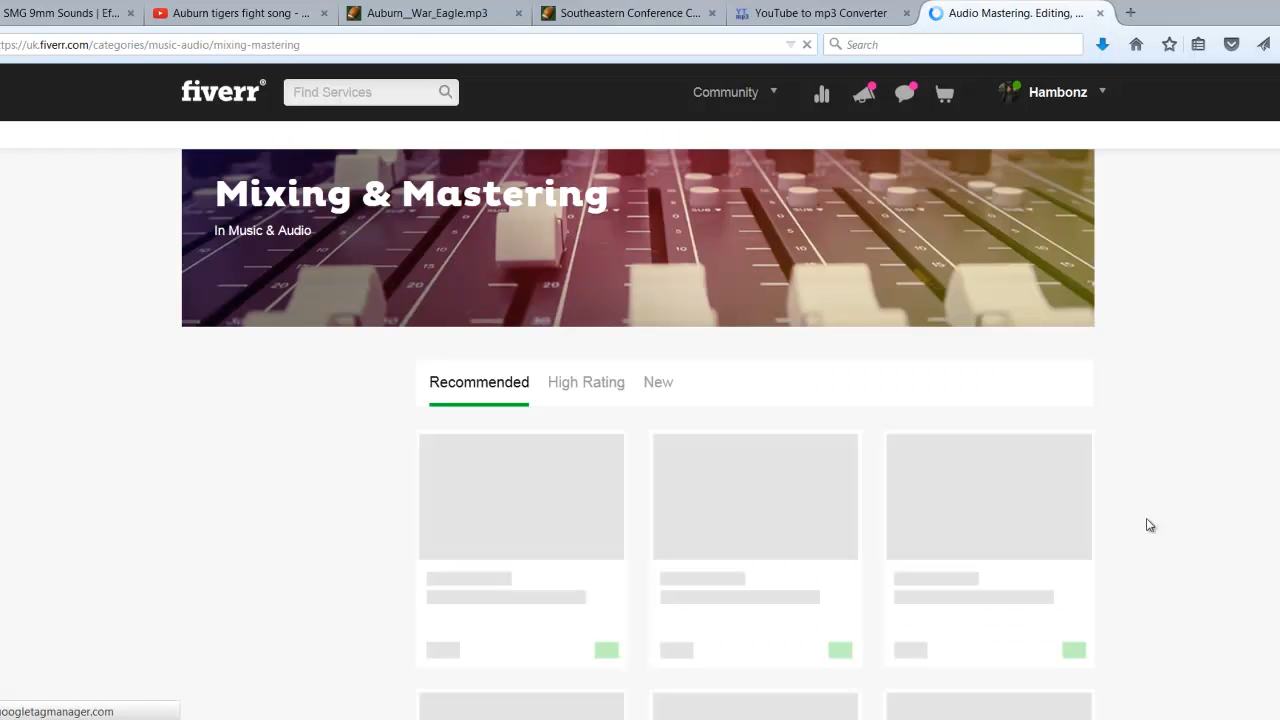 SMG 9mm Sounds | Ef...
Auburn tigers fight song - ...
Auburn__War_Eagle.mp3
Southeastern Conference C...
YouTube to mp3 Converter
Audio Mastering. Editing, ...
ttps://uk.fiverr.com/categories/music-audio/mixing-mastering
Search
fiverr®
Find Services
Community
Hambonz
Mixing & Mastering
In Music & Audio
Recommended
High Rating
New
googletagmanager.com